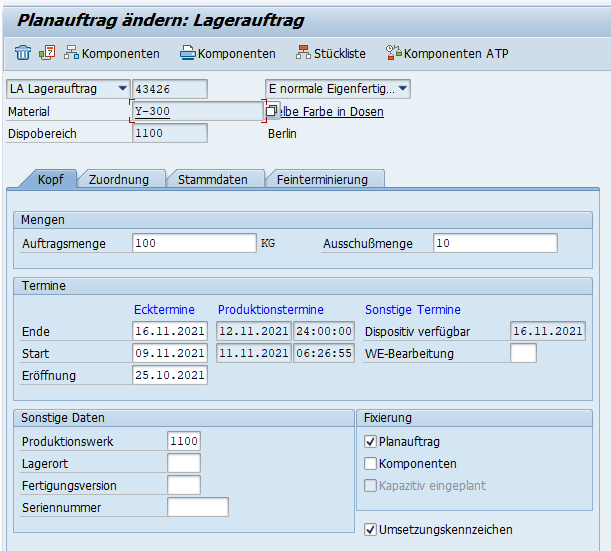 Planauftrag ändern: Lagerauftrag
Komponenten Komponenten Stückliste Komponenten ATP
LA Lagerauftrag 43426 E normale Eigenfertig...
Material Y-300 elbe Farbe in Dosen
Dispobereich 1100 Berlin
Kopf Zuordnung Stammdaten Feinterminierung
Mengen
Auftragsmenge 100 KG Ausschußmenge 10
Termine
Ecktermine Produktionstermine Sonstige Termine
Ende 16.11.2021 12.11.2021 24:00:00 Dispositiv verfügbar 16.11.2021
Start 09.11.2021 11.11.2021 06:26:55 WE-Bearbeitung
Eröffnung 25.10.2021
Sonstige Daten Fixierung
Produktionswerk 1100 Planauftrag
Lagerort Komponenten
Fertigungsversion Kapazitiv eingeplant
Seriennummer
Umsetzungskennzeichen